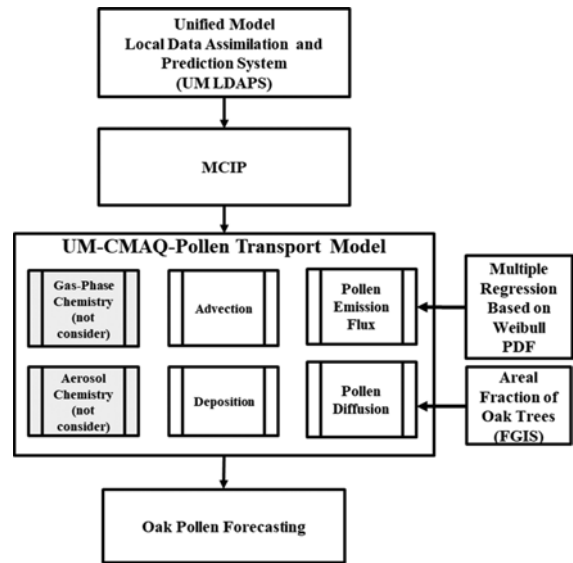 Unified Model
Local Data Assimilation and
Prediction System
(UM LDAPS)
MCIP
UM-CMAQ-Pollen Transport Model
Gas-Phase
Chemistry
(not
consider)
Advection
Pollen
Emission
Flux
Multiple
Regression
Based on
Weibull
PDF
Aerosol
Chemistry
(not
consider)
Deposition
Pollen
Diffusion
Areal
Fraction of
Oak Trees
(FGIS)
Oak Pollen Forecasting